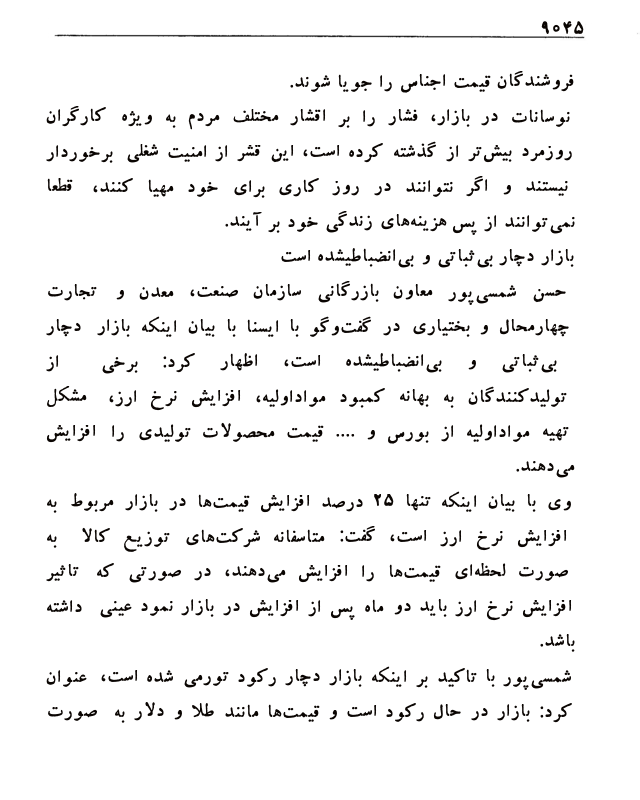 ۹۰۴۵
فروشندگان قیمت اجناس را جویا شوند.
نوسانات در بازار، فشار را بر اقشار مختلف مردم به ویژه کارگران
روزمرد بیش‌تر از گذشته کرده است، این قشر از امنیت شغلی برخوردار
نیستند و اگر نتوانند در روز کاری برای خود مهیا کنند، قطعا
نمی‌توانند از پس هزینه‌های زندگی خود بر آیند.
بازار دچار بی‌ثباتی و بی‌انضباطیشده است
حسن شمسی‌پور معاون بازرگانی سازمان صنعت، معدن و تجارت
چهارمحال و بختیاری در گفت‌وگو با ایسنا با بیان اینکه بازار دچار
بی‌ثباتی و بی‌انضباطیشده است، اظهار کرد: برخی از
تولیدکنندگان به بهانه کمبود مواداولیه، افزایش نرخ ارز، مشکل
تهیه مواداولیه از بورس و .... قیمت محصولات تولیدی را افزایش
می‌دهند.
وی با بیان اینکه تنها ۲۵ درصد افزایش قیمت‌ها در بازار مربوط به
افزایش نرخ ارز است، گفت: متاسفانه شرکت‌های توزیع کالا به
صورت لحظه‌ای قیمت‌ها را افزایش می‌دهند، در صورتی که تاثیر
افزایش نرخ ارز باید دو ماه پس از افزایش در بازار نمود عینی داشته
باشد.
شمسی‌پور با تاکید بر اینکه بازار دچار رکود تورمی شده است، عنوان
کرد: بازار در حال رکود است و قیمت‌ها مانند طلا و دلار به صورت